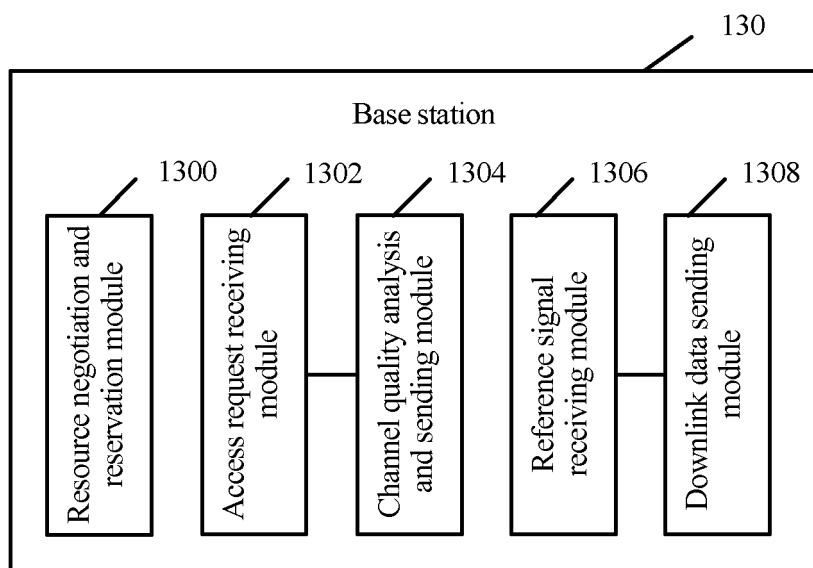 130
Base station
1300
1302
1304
1306
1308
Resource negotiation and
reservation module
Access request receiving
module
Channel quality analysis
and sending module
Reference signal
receiving module
Downlink data sending
module